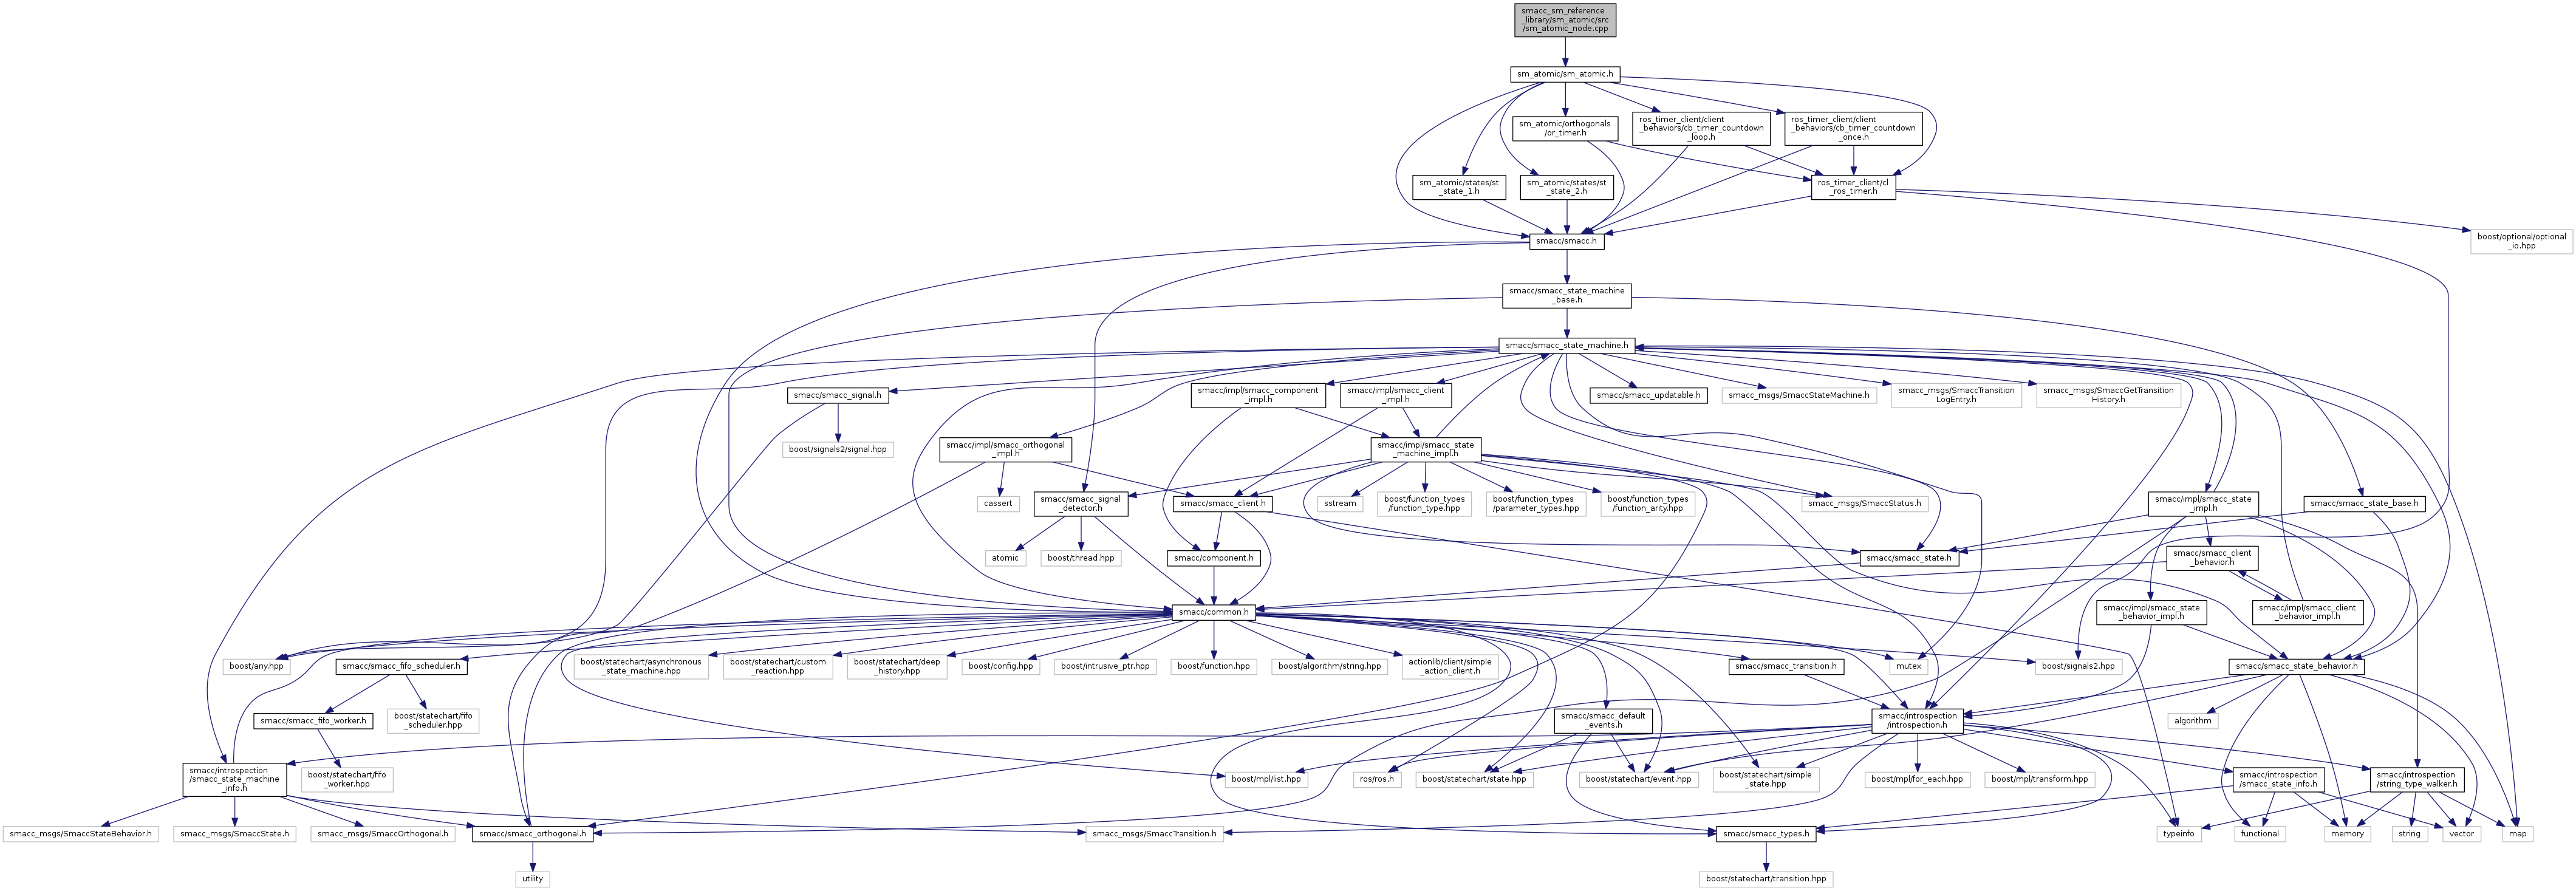 smacc_sm_reference
_library/sm_atomic/src
/sm_atomic_node.cpp
sm_atomic/sm_atomic.h
sm_atomic/orthogonals
/or_timer.h
ros_timer_client/client
_behaviors/cb_timer_countdown
_loop.h
ros_timer_client/client
_behaviors/cb_timer_countdown
_once.h
sm_atomic/states/st
_state_1.h
sm_atomic/states/st
_state_2.h
ros_timer_client/cl
_ros_timer.h
smacc/smacc.h
boost/optional/optional
_io.hpp
smacc/smacc_state_machine
_base.h
smacc/smacc_state_machine.h
smacc/smacc_signal.h
smacc/impl/smacc_component
_impl.h
smacc/impl/smacc_client
_impl.h
smacc/smacc_updatable.h
smacc_msgs/SmaccStateMachine.h
smacc_msgs/SmaccTransition
LogEntry.h
smacc_msgs/SmaccGetTransition
History.h
boost/signals2/signal.hpp
smacc/impl/smacc_orthogonal
_impl.h
smacc/impl/smacc_state
_machine_impl.h
cassert
smacc/smacc_signal
_detector.h
smacc/smacc_client.h
sstream
boost/function_types
/function_type.hpp
boost/function_types
/parameter_types.hpp
boost/function_types
/function_arity.hpp
smacc_msgs/SmaccStatus.h
smacc/impl/smacc_state
_impl.h
smacc/smacc_state_base.h
atomic
boost/thread.hpp
smacc/component.h
smacc/smacc_state.h
smacc/smacc_client
_behavior.h
smacc/common.h
smacc/impl/smacc_state
_behavior_impl.h
smacc/impl/smacc_client
_behavior_impl.h
boost/any.hpp
smacc/smacc_fifo_scheduler.h
boost/statechart/asynchronous
_state_machine.hpp
boost/statechart/custom
_reaction.hpp
boost/statechart/deep
_history.hpp
boost/config.hpp
boost/intrusive_ptr.hpp
boost/function.hpp
boost/algorithm/string.hpp
actionlib/client/simple
_action_client.h
smacc/smacc_transition.h
mutex
boost/signals2.hpp
smacc/smacc_state_behavior.h
smacc/smacc_fifo_worker.h
boost/statechart/fifo
_scheduler.hpp
smacc/smacc_default
_events.h
smacc/introspection
/introspection.h
algorithm
smacc/introspection
/smacc_state_machine
_info.h
boost/statechart/fifo
_worker.hpp
boost/mpl/list.hpp
ros/ros.h
boost/statechart/state.hpp
boost/statechart/event.hpp
boost/statechart/simple
_state.hpp
boost/mpl/for_each.hpp
boost/mpl/transform.hpp
smacc/introspection
/smacc_state_info.h
smacc/introspection
/string_type_walker.h
smacc_msgs/SmaccStateBehavior.h
smacc_msgs/SmaccState.h
smacc_msgs/SmaccOrthogonal.h
smacc/smacc_orthogonal.h
smacc_msgs/SmaccTransition.h
smacc/smacc_types.h
typeinfo
functional
memory
string
vector
map
utility
boost/statechart/transition.hpp